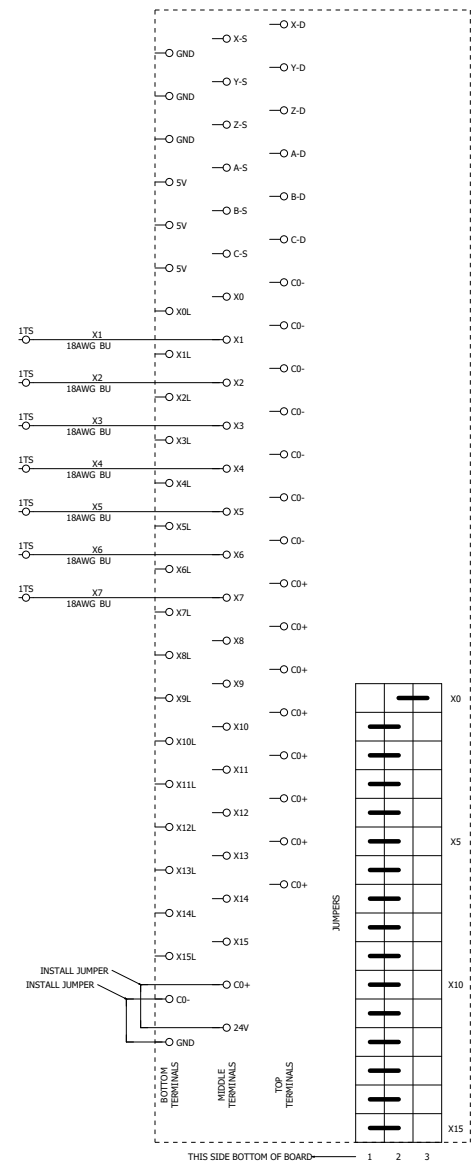 X-D
X-S
GND
Y-D
Y-S
GND
Z-D
Z-S
GND
A-D
A-S
5V
B-D
B-S
5V
C-D
C-S
5V
C0-
X0
X0L
C0-
1TS X1 18AWG BU X1
X1L
C0-
1TS X2 18AWG BU X2
X2L
C0-
1TS X3 18AWG BU X3
X3L
C0-
1TS X4 18AWG BU X4
X4L
C0-
1TS X5 18AWG BU X5
X5L
C0-
1TS X6 18AWG BU X6
X6L
C0+
1TS X7 18AWG BU X7
X7L
C0+
X8
X8L
C0+
X9
X9L
X0
C0+
X10
X10L
C0+
X11
X11L
C0+
X12
X12L
X5
C0+
X13
X13L
C0+
X14
X14L
JUMPERS
X15
X15L
INSTALL JUMPER
C0+
X10
INSTALL JUMPER
C0-
24V
GND
BOTTOM
TERMINALS
MIDDLE
TERMINALS
TOP
TERMINALS
X15
THIS SIDE BOTTOM OF BOARD 1 2 3